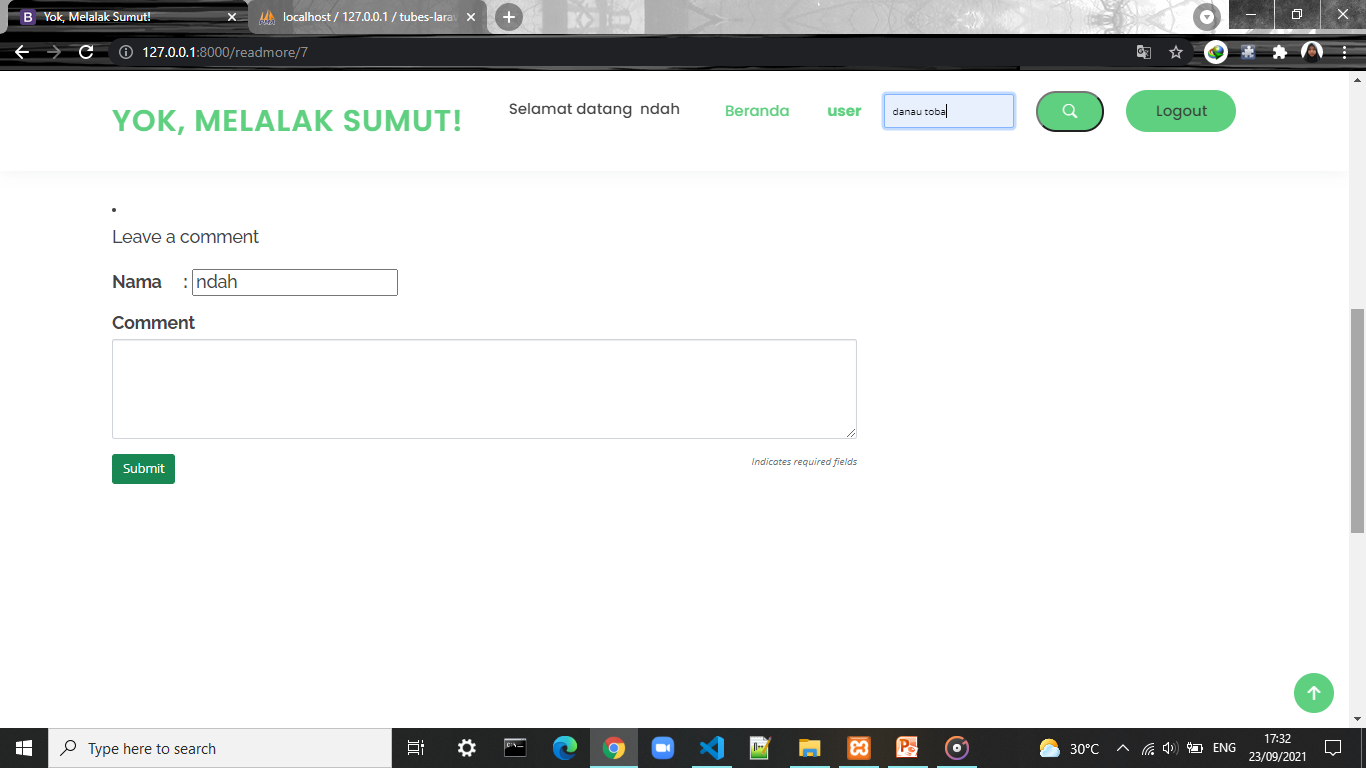 Yok, Melalak Sumut!
localhost / 127.0.0.1 / tubes-lara
127.0.0.1:8000/readmore/7
YOK, MELALAK SUMUT!
Selamat datang ndah
Beranda
user
danau toba
Logout
Leave a comment
Nama : ndah
Comment
Submit
Indicates required fields
Type here to search
30°C
ENG
17:32
23/09/2021